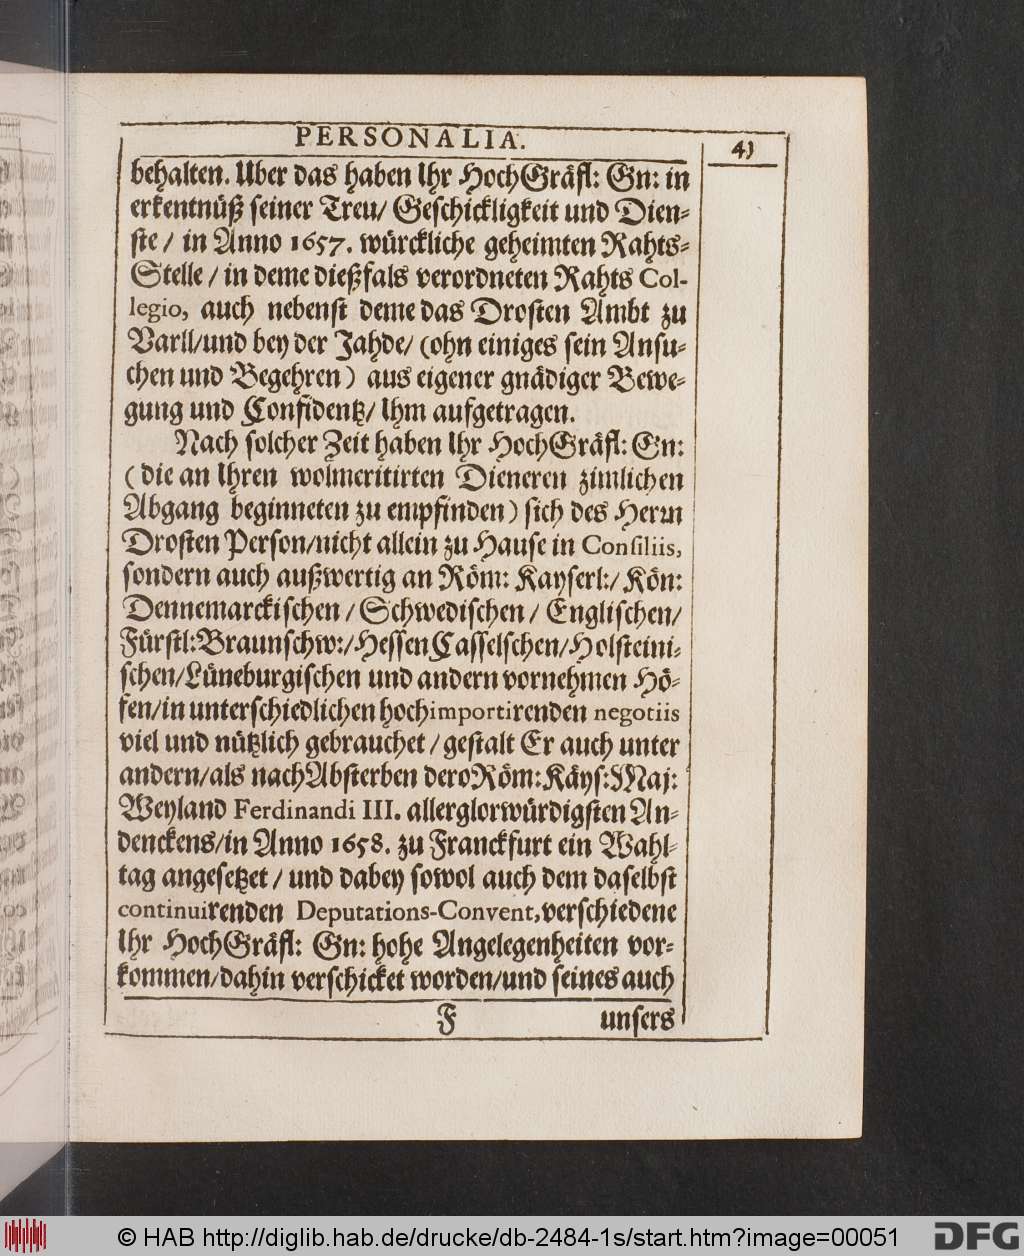 PERSONALIA.
41
behalten. Uber das haben Ihr HochGräfl: Gn: in
erkentnüß seiner Treu/ Geschickligkeit und Dien-
ste / in Anno 1657. würckliche geheimten Rahts-
Stelle / in deme dießfals verordneten Rahts Col-
legio, auch nebenst deme das Drosten Ambt zu
Varll/und bey der Jahde/ (ohn einiges sein Ansu-
chen und Begehren) aus eigener gnädiger Bewe-
gung und Confidentz/ Ihm aufgetragen.
Nach solcher Zeit haben Ihr HochGräfl: Gn:
(die an Ihren wolmeritirten Dieneren zimlichen
Abgang beginneten zu empfinden) sich des Herrn
Drosten Person/nicht allein zu Hause in Consiliis,
sondern auch außwertig an Röm: Kayserl:/ Kön:
Dennemarckischen / Schwedischen / Englischen/
Fürstl:Braunschw:/HessenCasselschen/Holsteini-
schen/Lüneburgischen und andern vornehmen Hö-
fen/in unterschiedlichen hochimportirenden negotiis
viel und nützlich gebrauchet / gestalt Er auch unter
andern/als nach Absterben dero Röm:Käys:Maj:
Weyland Ferdinandi III. allerglorwürdigsten An-
denckens/in Anno 1658. zu Franckfurt ein Wahl-
tag angesetzet / und dabey sowol auch dem daselbst
continuirenden Deputations-Convent,verschiedene
Ihr HochGräfl: Gn: hohe Angelegenheiten vor-
kommen/dahin verschicket worden/und seines auch
F
unsers
© HAB http://diglib.hab.de/drucke/db-2484-1s/start.htm?image=00051
DFG